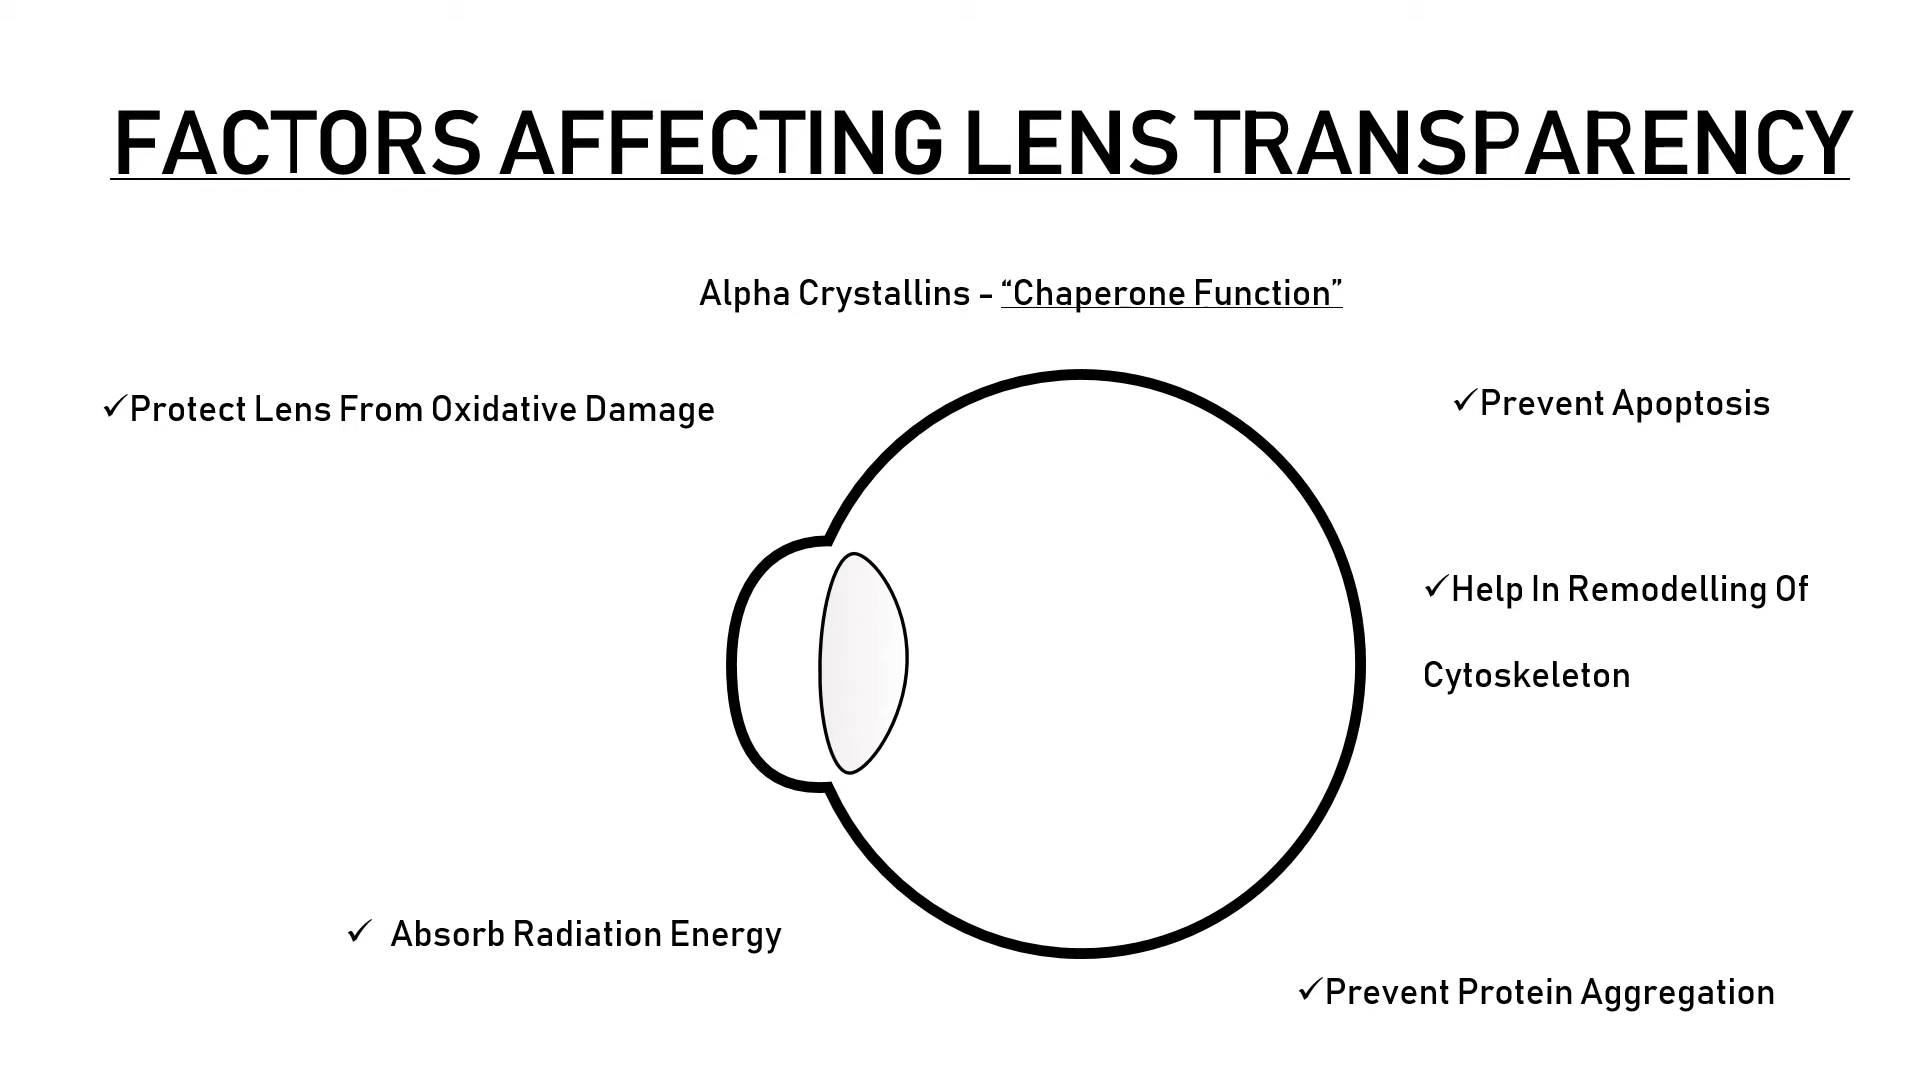 FACTORS AFFECTING LENS TRANSPARENCY
Alpha Crystallins - “Chaperone Function”
✓Protect Lens From Oxidative Damage
✓Prevent Apoptosis
✓Help In Remodelling Of
Cytoskeleton
✓ Absorb Radiation Energy
✓Prevent Protein Aggregation